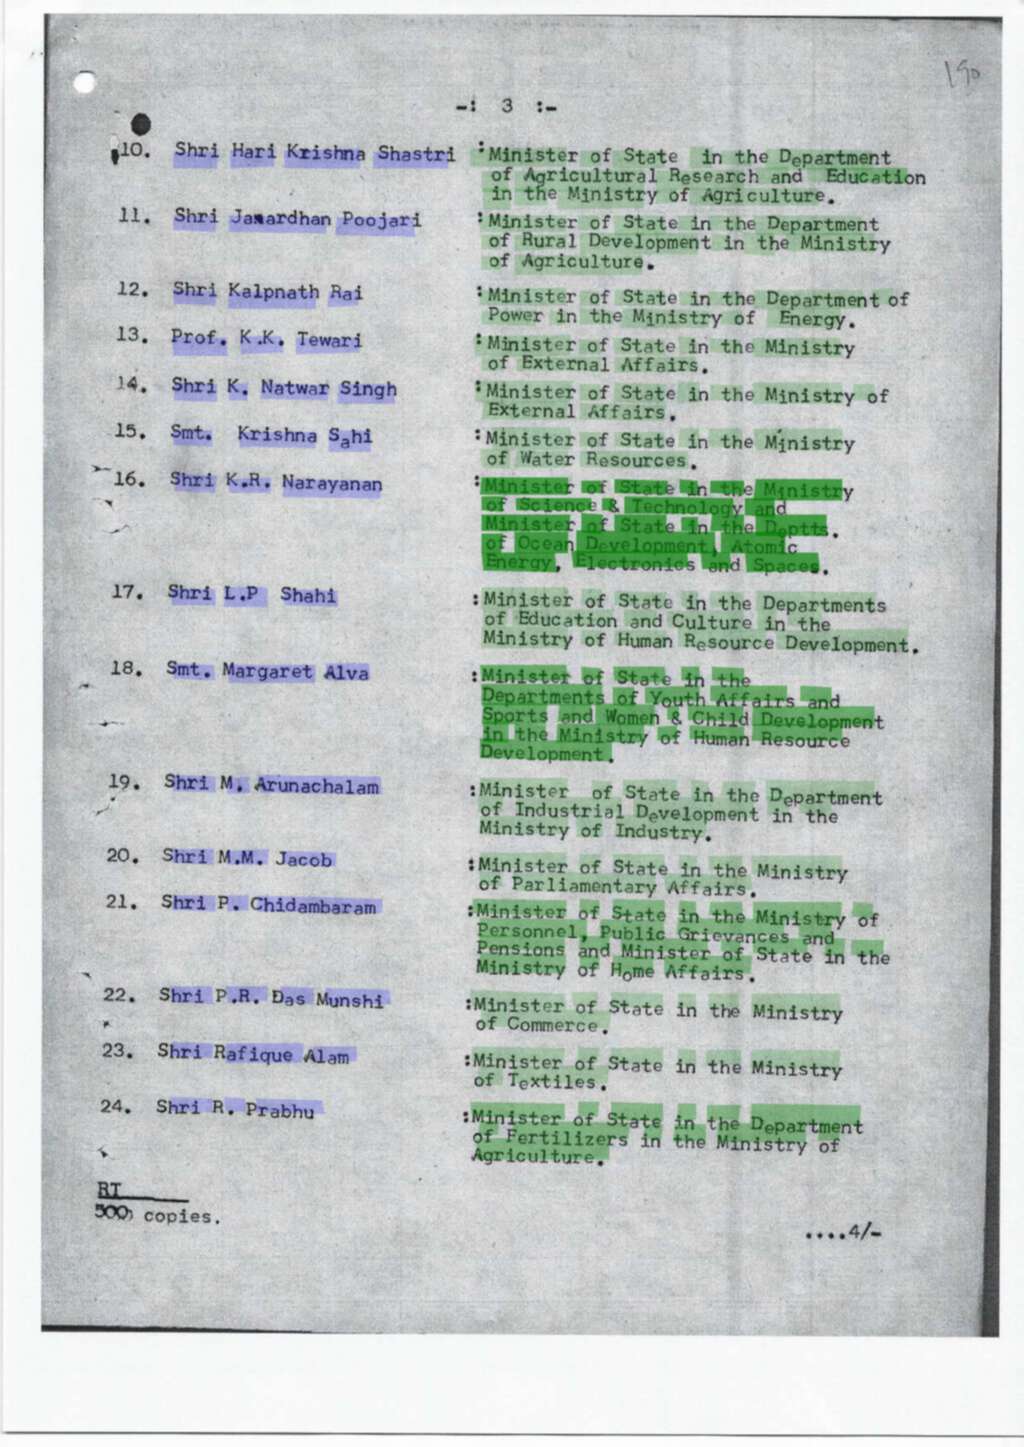 190
-: 3 :-
10. Shri Hari Krishna Shastri :Minister of State in the Department
of Agricultural Research and Education
in the Ministry of Agriculture.
11. Shri Janardhan Poojari :Minister of State in the Department
of Rural Development in the Ministry
of Agriculture.
12. Shri Kalpnath Rai :Minister of State in the Department of
Power in the Ministry of Energy.
13. Prof. K.K. Tewari :Minister of State in the Ministry
of External Affairs.
14. Shri K. Natwar Singh :Minister of State in the Ministry of
External Affairs.
15. Smt. Krishna Sahi :Minister of State in the Ministry
of Water Resources.
16. Shri K.R. Narayanan :Minister of State in the Ministry
of Science & Technology and
Minister of State in the Deptts.
of Ocean Development, Atomic
Energy, Electronics and Spaces.
17. Shri L.P Shahi :Minister of State in the Departments
of Education and Culture in the
Ministry of Human Resource Development.
18. Smt. Margaret Alva :Minister of State in the
Departments of Youth Affairs and
Sports and Women & Child Development
in the Ministry of Human Resource
Development.
19. Shri M. Arunachalam :Minister of State in the Department
of Industrial Development in the
Ministry of Industry.
20. Shri M.M. Jacob :Minister of State in the Ministry
of Parliamentary Affairs.
21. Shri P. Chidambaram :Minister of State in the Ministry of
Personnel, Public Grievances and
Pensions and Minister of State in the
Ministry of Home Affairs.
22. Shri P.R. Das Munshi :Minister of State in the Ministry
of Commerce.
23. Shri Rafique Alam :Minister of State in the Ministry
of Textiles.
24. Shri R. Prabhu :Minister of State in the Department
of Fertilizers in the Ministry of
Agriculture.
RT
500 copies.
....4/-